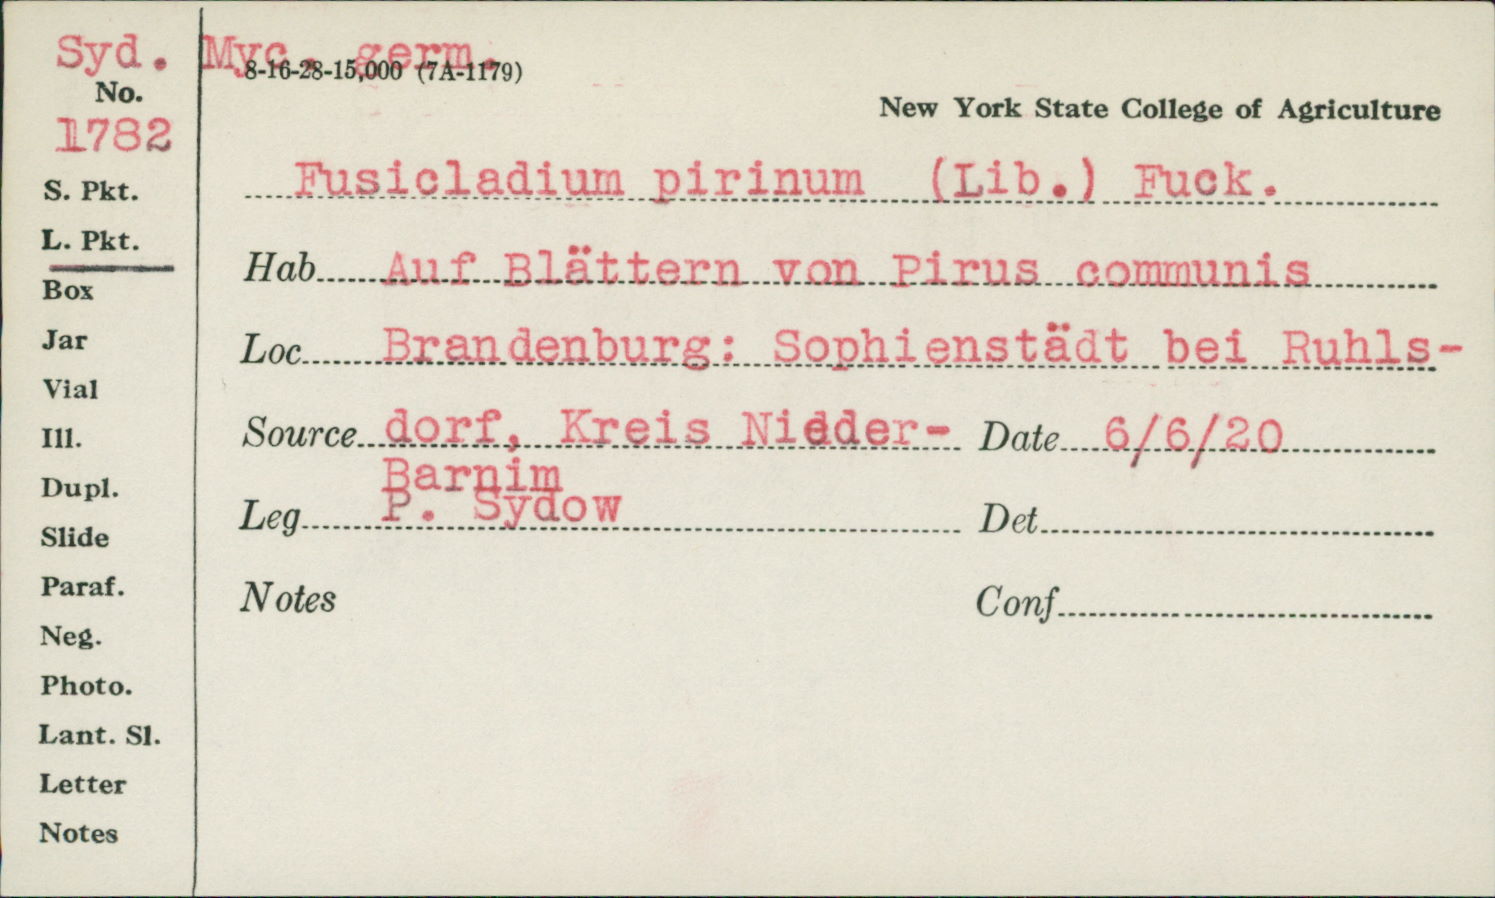 Syd. Myc. germ.
8-16-28-15,000 (7A-1179)
No.
1782
New York State College of Agriculture
Fusicladium pirinum (Lib.) Fuck.
Hab Auf Blättern von Pirus communis
Loc Brandenburg: Sophienstädt bei Ruhls-
Source dorf, Kreis Nidder- Date 6/6/20
Barnim
Leg P. Sydow Det
Notes Conf
S. Pkt.
L. Pkt.
Box
Jar
Vial
Ill.
Dupl.
Slide
Paraf.
Neg.
Photo.
Lant. Sl.
Letter
Notes